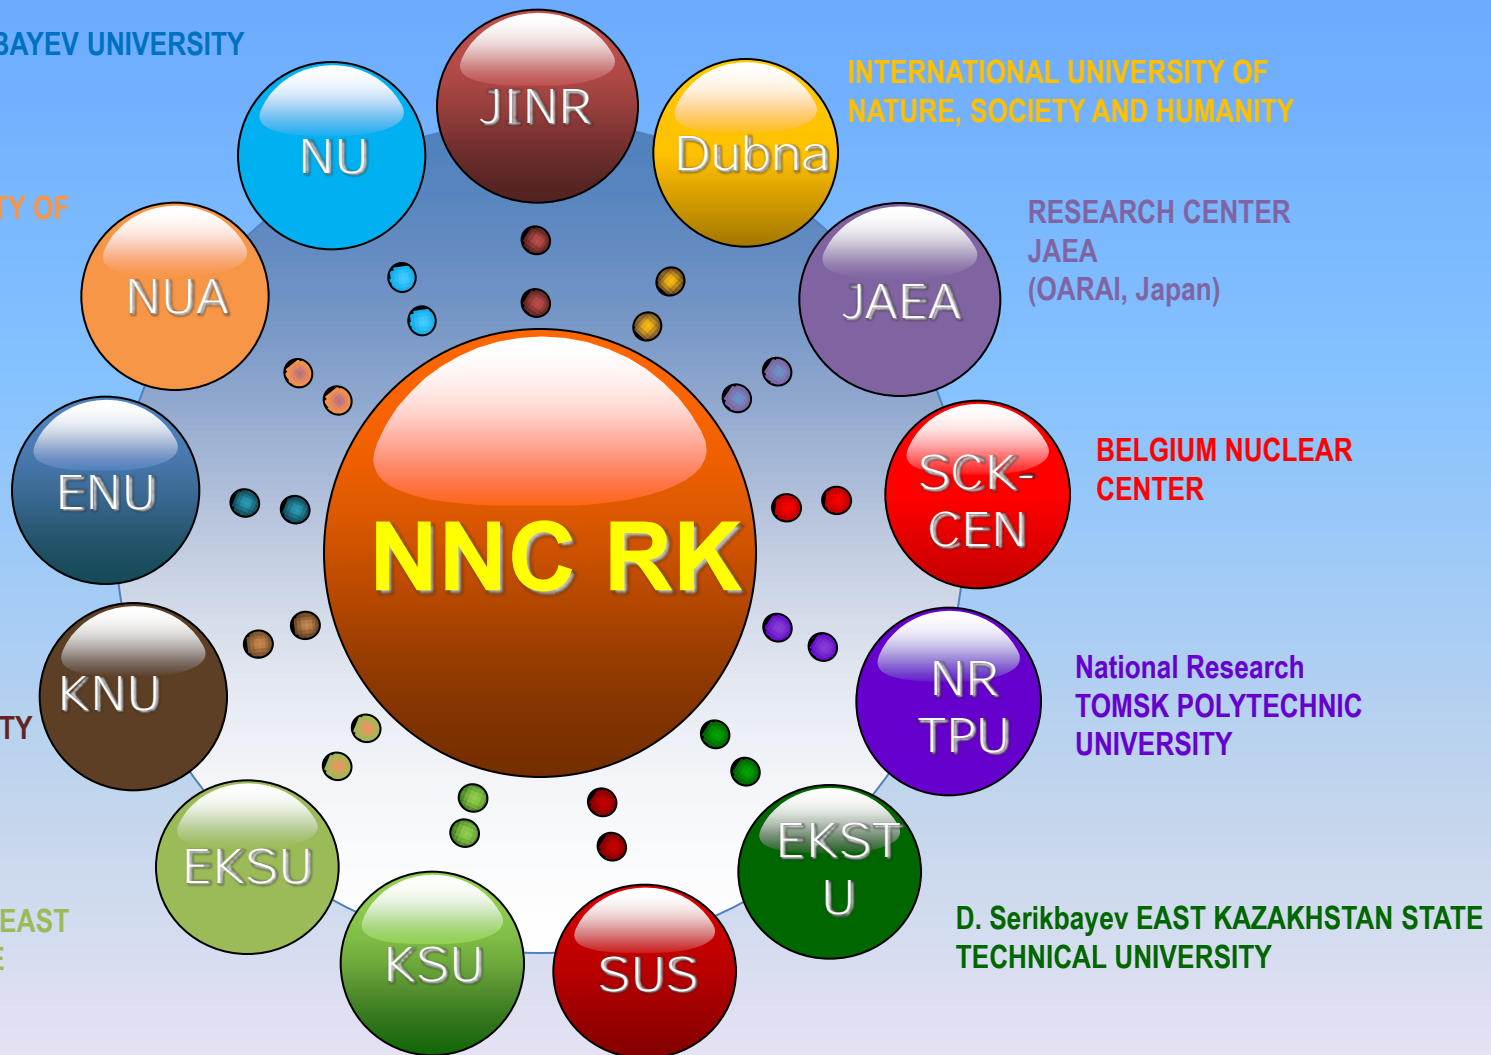 BAYEV UNIVERSITY
JINR
INTERNATIONAL UNIVERSITY OF
NATURE, SOCIETY AND HUMANITY
NU
Dubna
TY OF
RESEARCH CENTER
JAEA
(OARAI, Japan)
NUA
JAEA
BELGIUM NUCLEAR
CENTER
ENU
SCK-
CEN
NNC RK
KNU
TY
NR
TPU
National Research
TOMSK POLYTECHNIC
UNIVERSITY
EKSU
EKST
U
EAST
E
D. Serikbayev EAST KAZAKHSTAN STATE
TECHNICAL UNIVERSITY
KSU
SUS